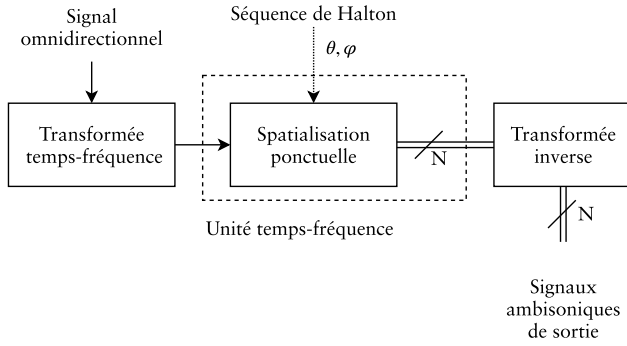 Signal
omnidirectionnel
Séquence de Halton
θ, φ
Transformée
temps-fréquence
Spatialisation
ponctuelle
N
Transformée
inverse
Unité temps-fréquence
N
Signaux
ambisoniques
de sortie